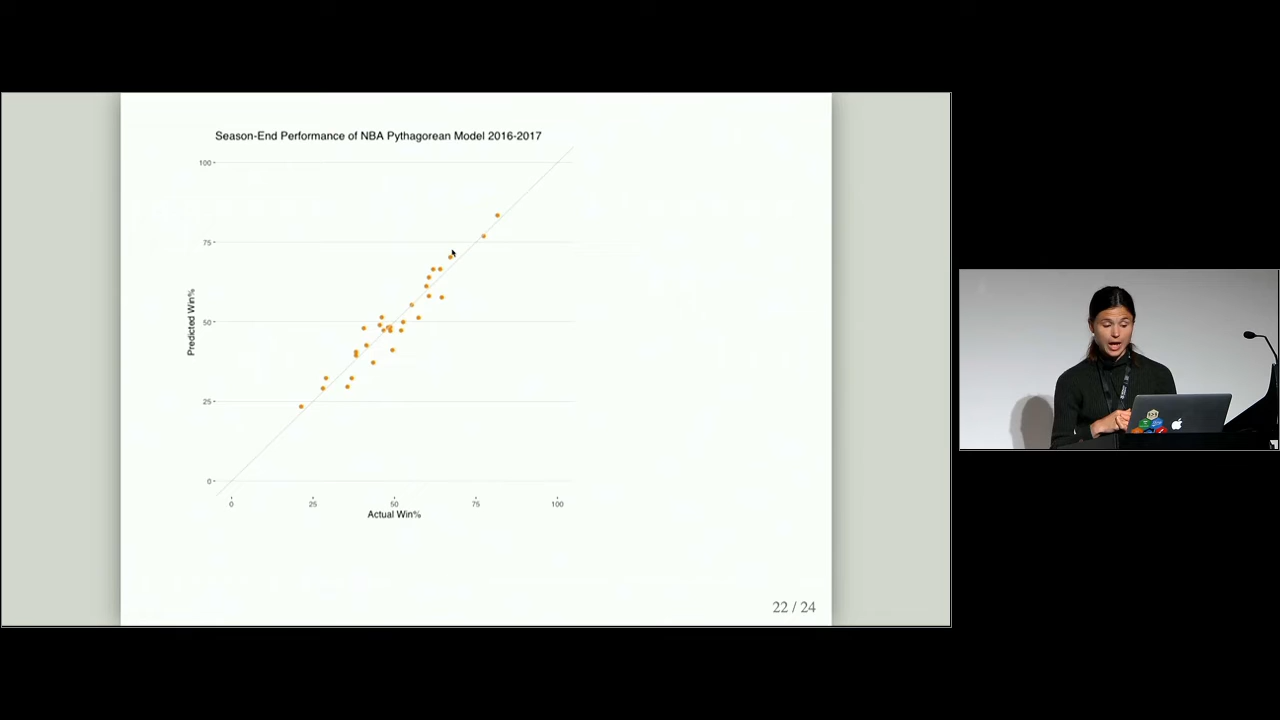 Season-End Performance of NBA Pythagorean Model 2016-2017
100
75
50
25
0
Predicted Win%
0 25 50 75 100
Actual Win%
22 / 24